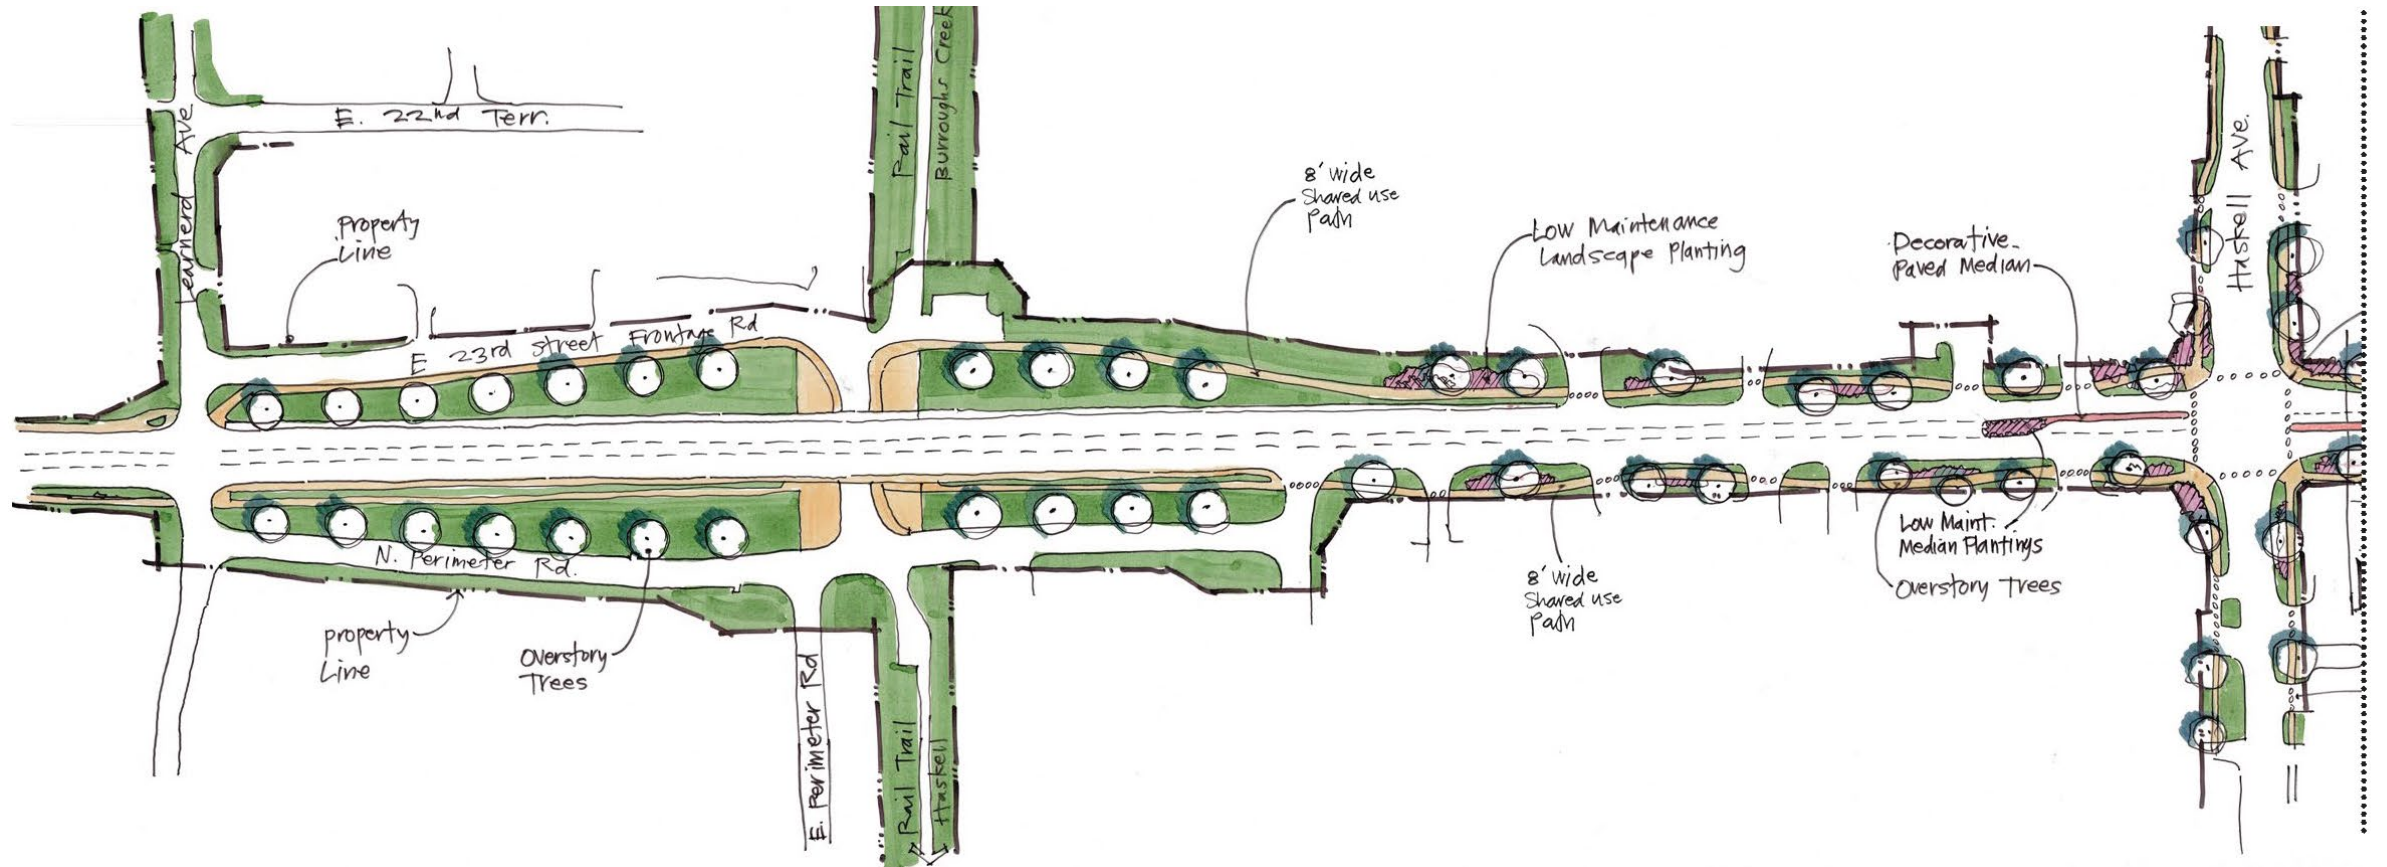 E. 22nd Terr.
Learnerd Ave
Property
Line
E 23rd Street Frontage Rd
Rail Trail
Burroughs Creek
8' wide
Shared use
Path
Low Maintenance
Landscape Planting
Decorative
Paved Median
Haskell Ave.
N. Perimeter Rd.
property
Line
Overstory
Trees
E. Perimeter Rd
Rail Trail
Haskell
8' wide
Shared use
Path
Low Maint.
Median Plantings
Overstory Trees